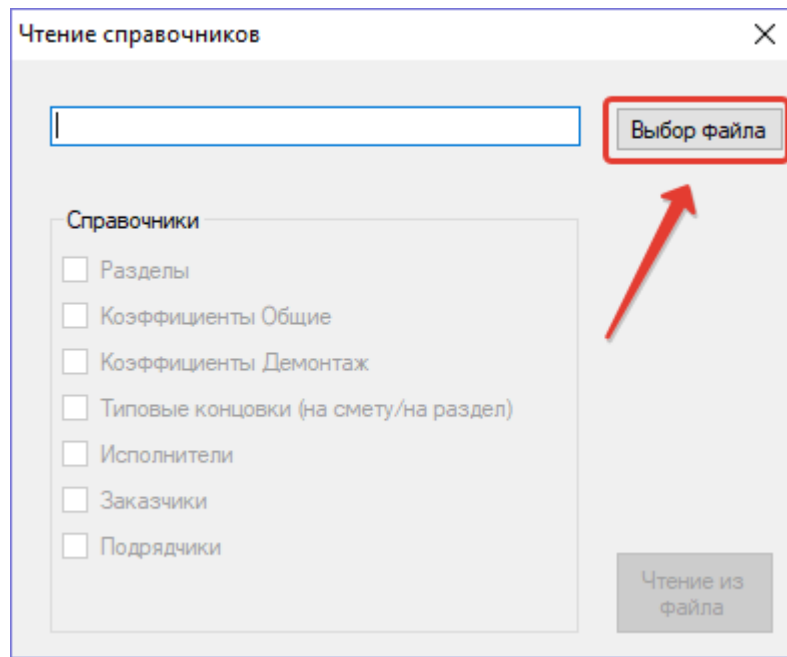 Чтение справочников
Выбор файла
Справочники
Разделы
Коэффициенты Общие
Коэффициенты Демонтаж
Типовые концовки (на смету/на раздел)
Исполнители
Заказчики
Подрядчики
Чтение из
файла